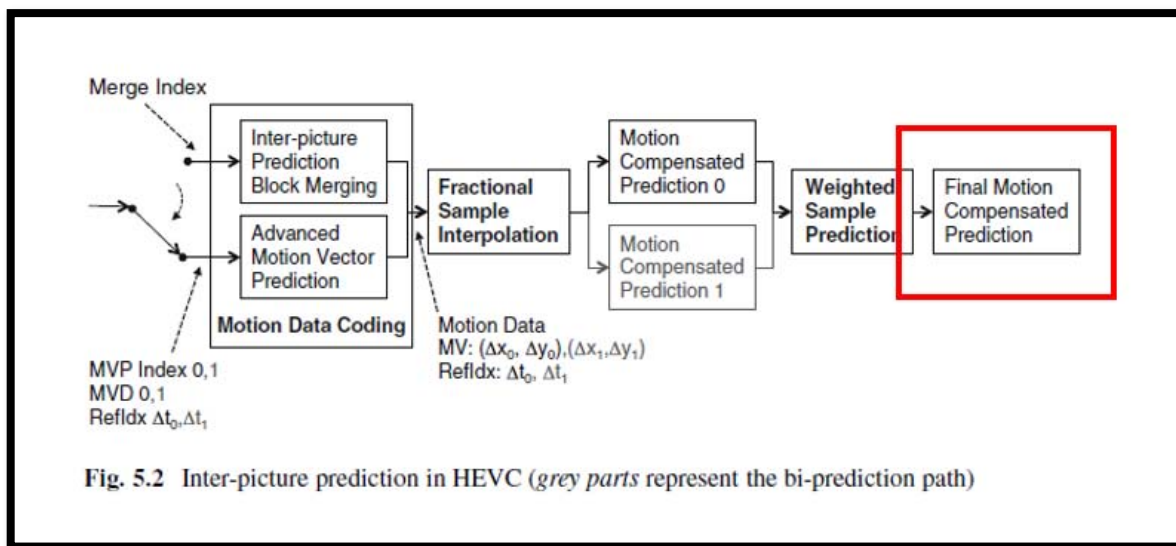 Merge Index
Inter-picture
Prediction
Block Merging
Advanced
Motion Vector
Prediction
Motion Data Coding
MVP Index 0,1
MVD 0,1
RefIdx Δt₀,Δt₁
Motion Data
MV: (Δx₀, Δy₀),(Δx₁,Δy₁)
RefIdx: Δt₀, Δt₁
Fractional
Sample
Interpolation
Motion
Compensated
Prediction 0
Motion
Compensated
Prediction 1
Weighted
Sample
Prediction
Final Motion
Compensated
Prediction
Fig. 5.2 Inter-picture prediction in HEVC (grey parts represent the bi-prediction path)